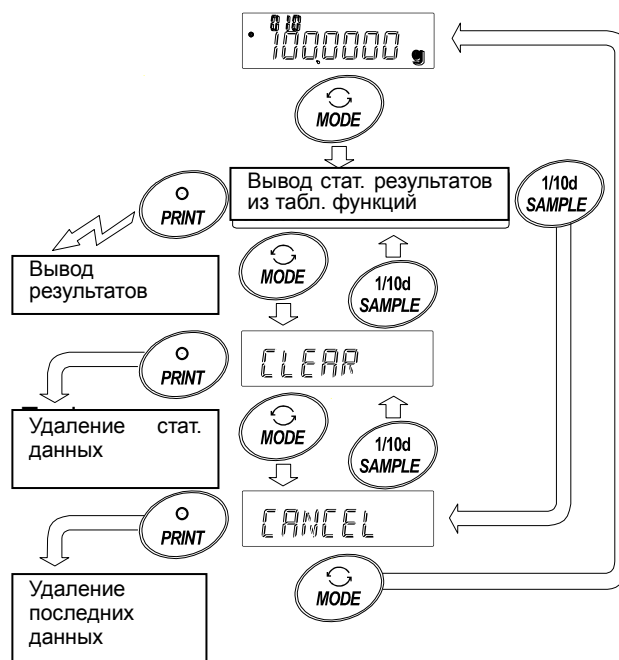 010
100.0000 g
MODE
Вывод стат. результатов
из табл. функций
PRINT
1/10d
SAMPLE
Вывод
результатов
MODE
1/10d
SAMPLE
PRINT
CLEAR
Удаление стат.
данных
MODE
1/10d
SAMPLE
PRINT
CANCEL
Удаление
последних
данных
MODE